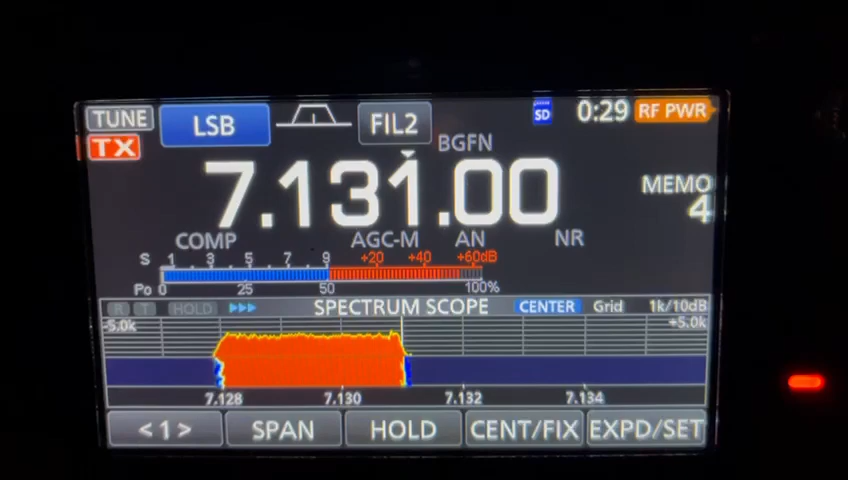 TUNE LSB FIL2 SD 0:29 RF PWR
TX BGFN
7.131.00 MEMO
4
COMP AGC-M AN NR
S 1 3 5 7 9 +20 +40 +60dB
Po 0 25 50 100%
R T HOLD SPECTRUM SCOPE CENTER Grid 1k/10dB
-5.0k +5.0k
7.128 7.130 7.132 7.134
<1> SPAN HOLD CENT/FIX EXPD/SET